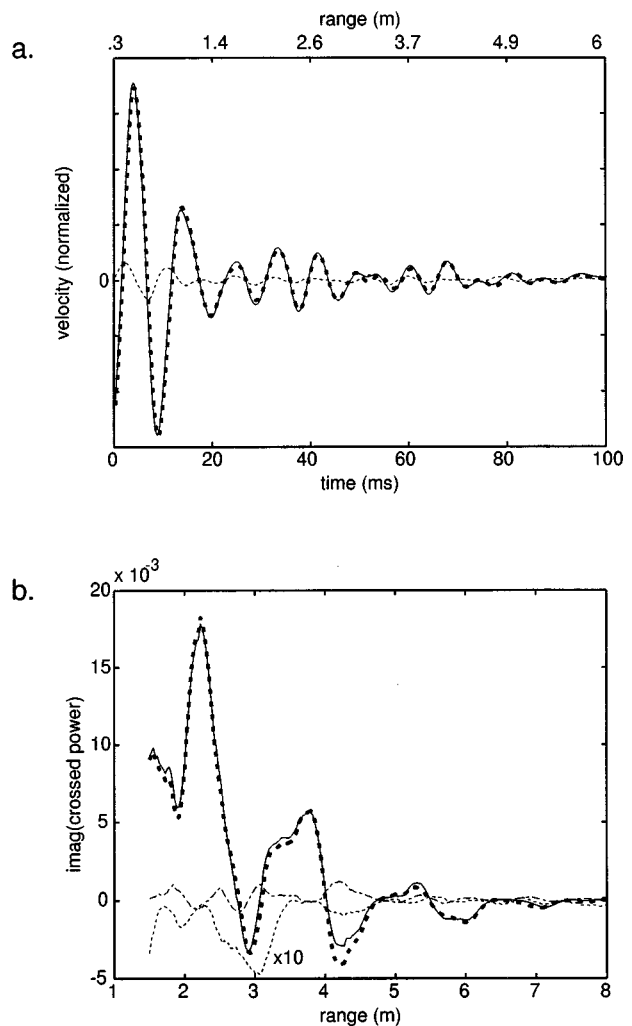 range (m)
.3 1.4 2.6 3.7 4.9 6
a.
velocity (normalized)
0
0 20 40 60 80 100
time (ms)
b.
x 10-3
20
15
10
5
0
-5
imag(crossed power)
x10
1 2 3 4 5 6 7 8
range (m)